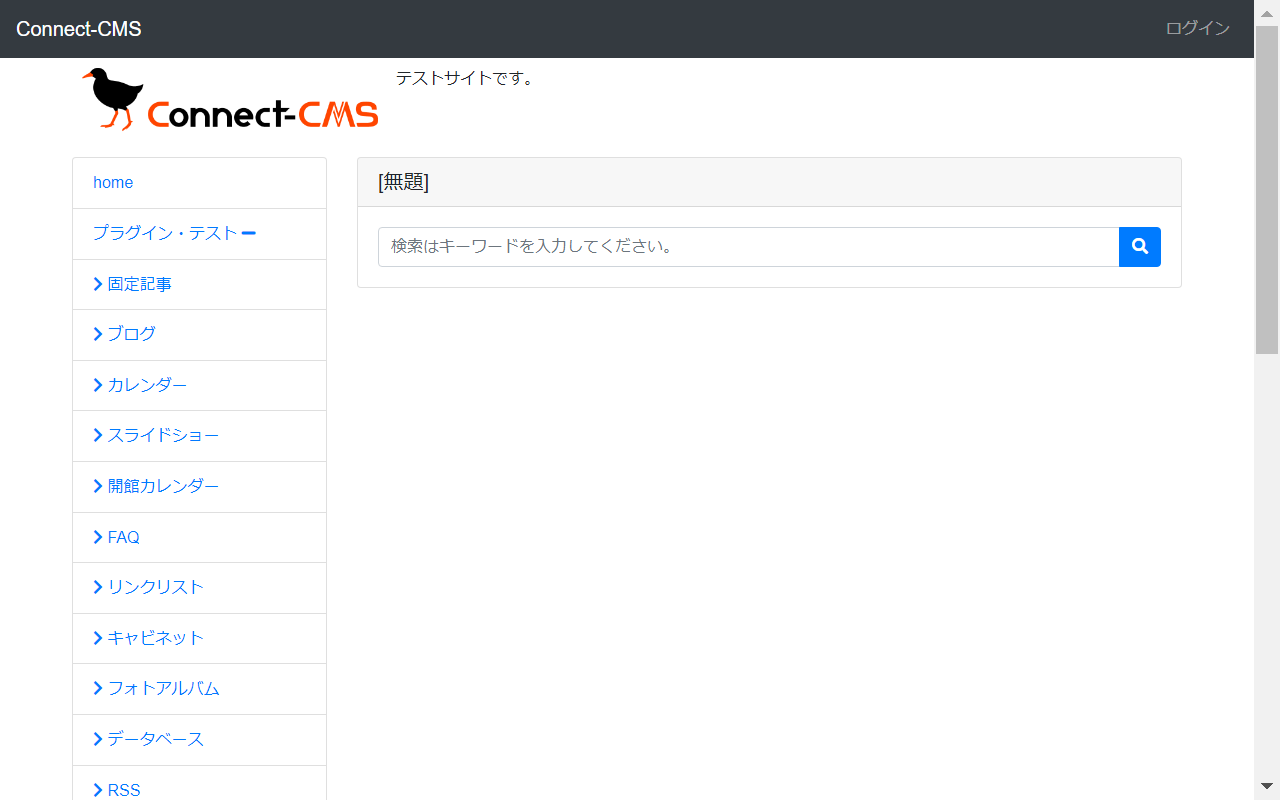 Connect-CMS
ログイン
Connect-CMS
テストサイトです。
home
プラグイン・テスト
固定記事
ブログ
カレンダー
スライドショー
開館カレンダー
FAQ
リンクリスト
キャビネット
フォトアルバム
データベース
RSS
[無題]
検索はキーワードを入力してください。